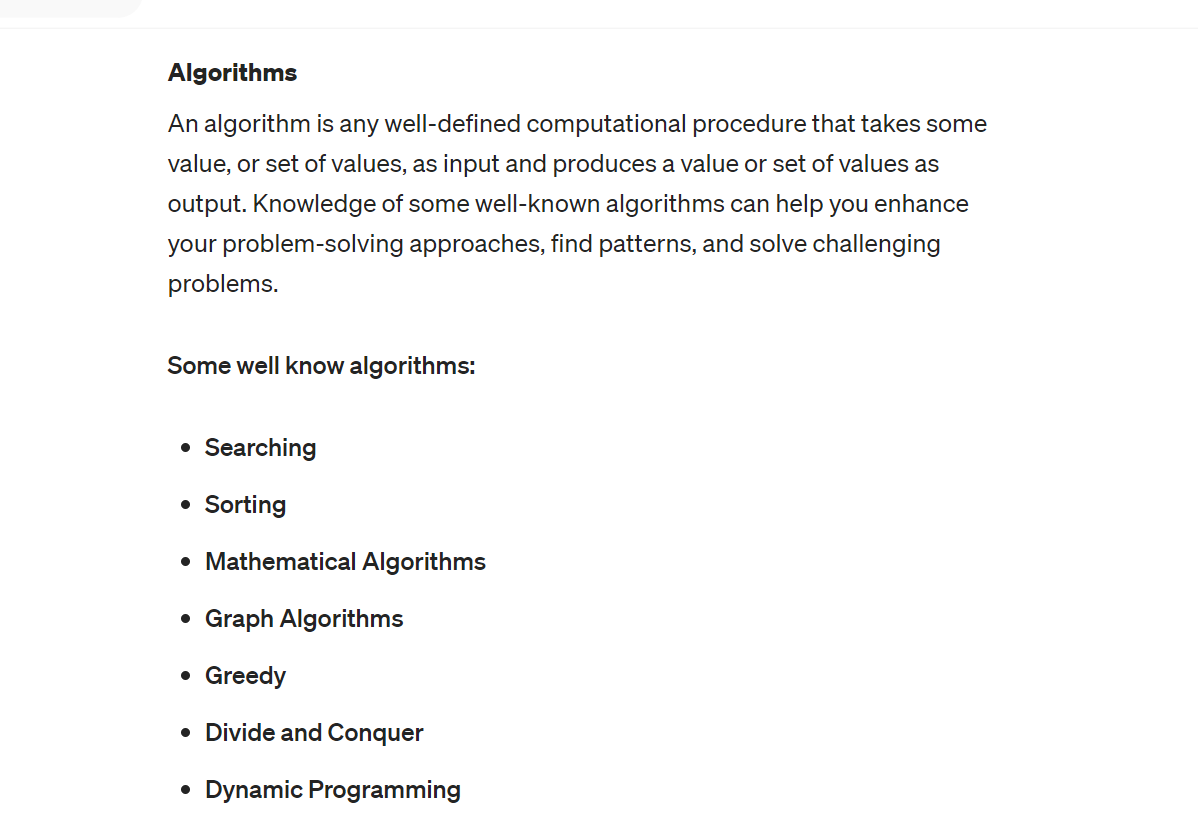 Algorithms
An algorithm is any well-defined computational procedure that takes some
value, or set of values, as input and produces a value or set of values as
output. Knowledge of some well-known algorithms can help you enhance
your problem-solving approaches, find patterns, and solve challenging
problems.
Some well know algorithms:
• Searching
• Sorting
• Mathematical Algorithms
• Graph Algorithms
• Greedy
• Divide and Conquer
• Dynamic Programming